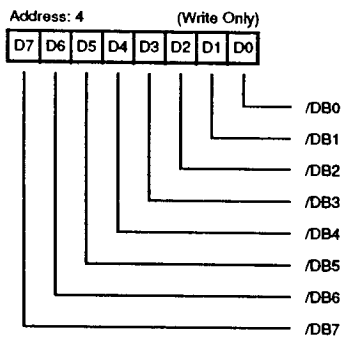 Address: 4 (Write Only)
D7 D6 D5 D4 D3 D2 D1 D0
/DB0
/DB1
/DB2
/DB3
/DB4
/DB5
/DB6
/DB7